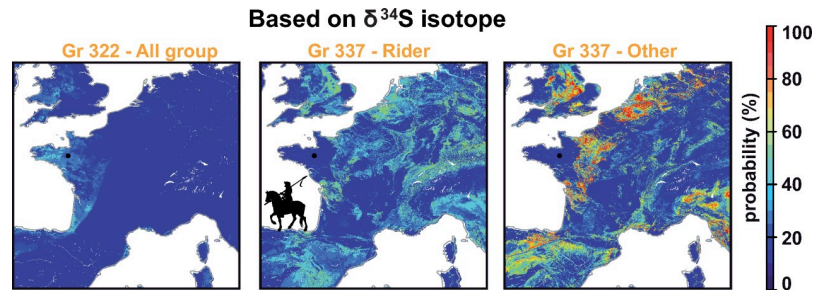 Based on δ³⁴S isotope
Gr 322 - All group
Gr 337 - Rider
Gr 337 - Other
100
80
60
40
20
0
probability (%)